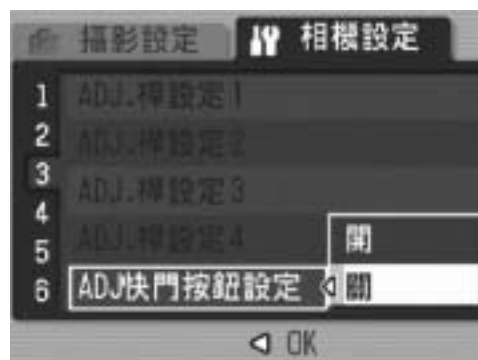 攝影設定 相機設定
1 ADJ.桿設定1
2 ADJ.桿設定2
3 ADJ.桿設定3
4 ADJ.桿設定4
開
5
6 ADJ快門按鈕設定 關
OK